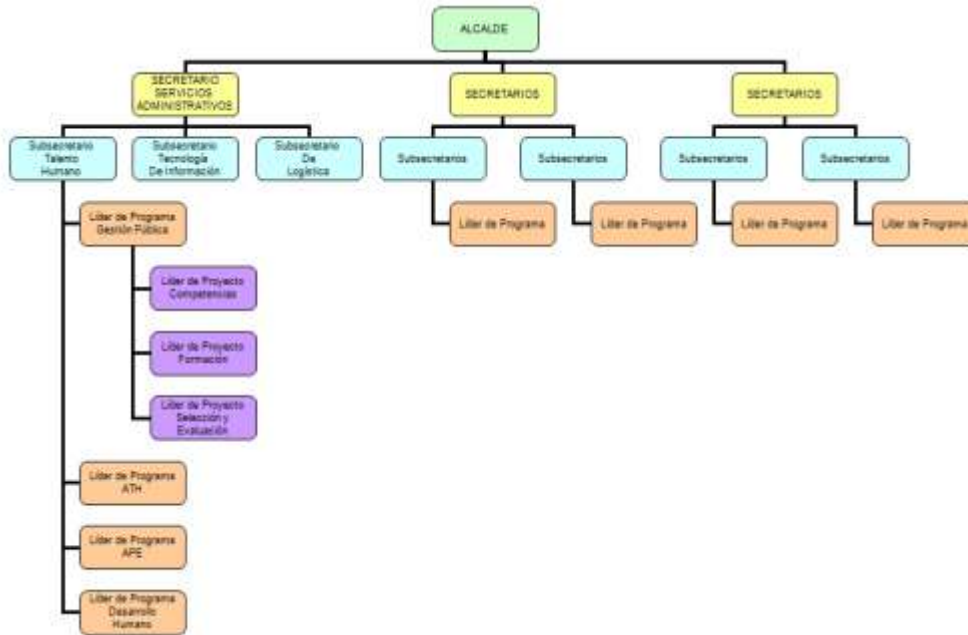 ALCALDE
SECRETARIO
SERVICIOS
ADMINISTRATIVOS
SECRETARIOS
SECRETARIOS
Subsecretario
Talento
Humano
Subsecretario
Tecnología
De Información
Subsecretario
De
Logística
Subsecretarios
Subsecretarios
Subsecretarios
Subsecretarios
Líder de Programa
Gestión Pública
Líder de Programa
Líder de Programa
Líder de Programa
Líder de Programa
Líder de Proyecto
Competencias
Líder de Proyecto
Formación
Líder de Proyecto
Selección y
Evaluación
Líder de Programa
ATH
Líder de Programa
APE
Líder de Programa
Desarrollo
Humano